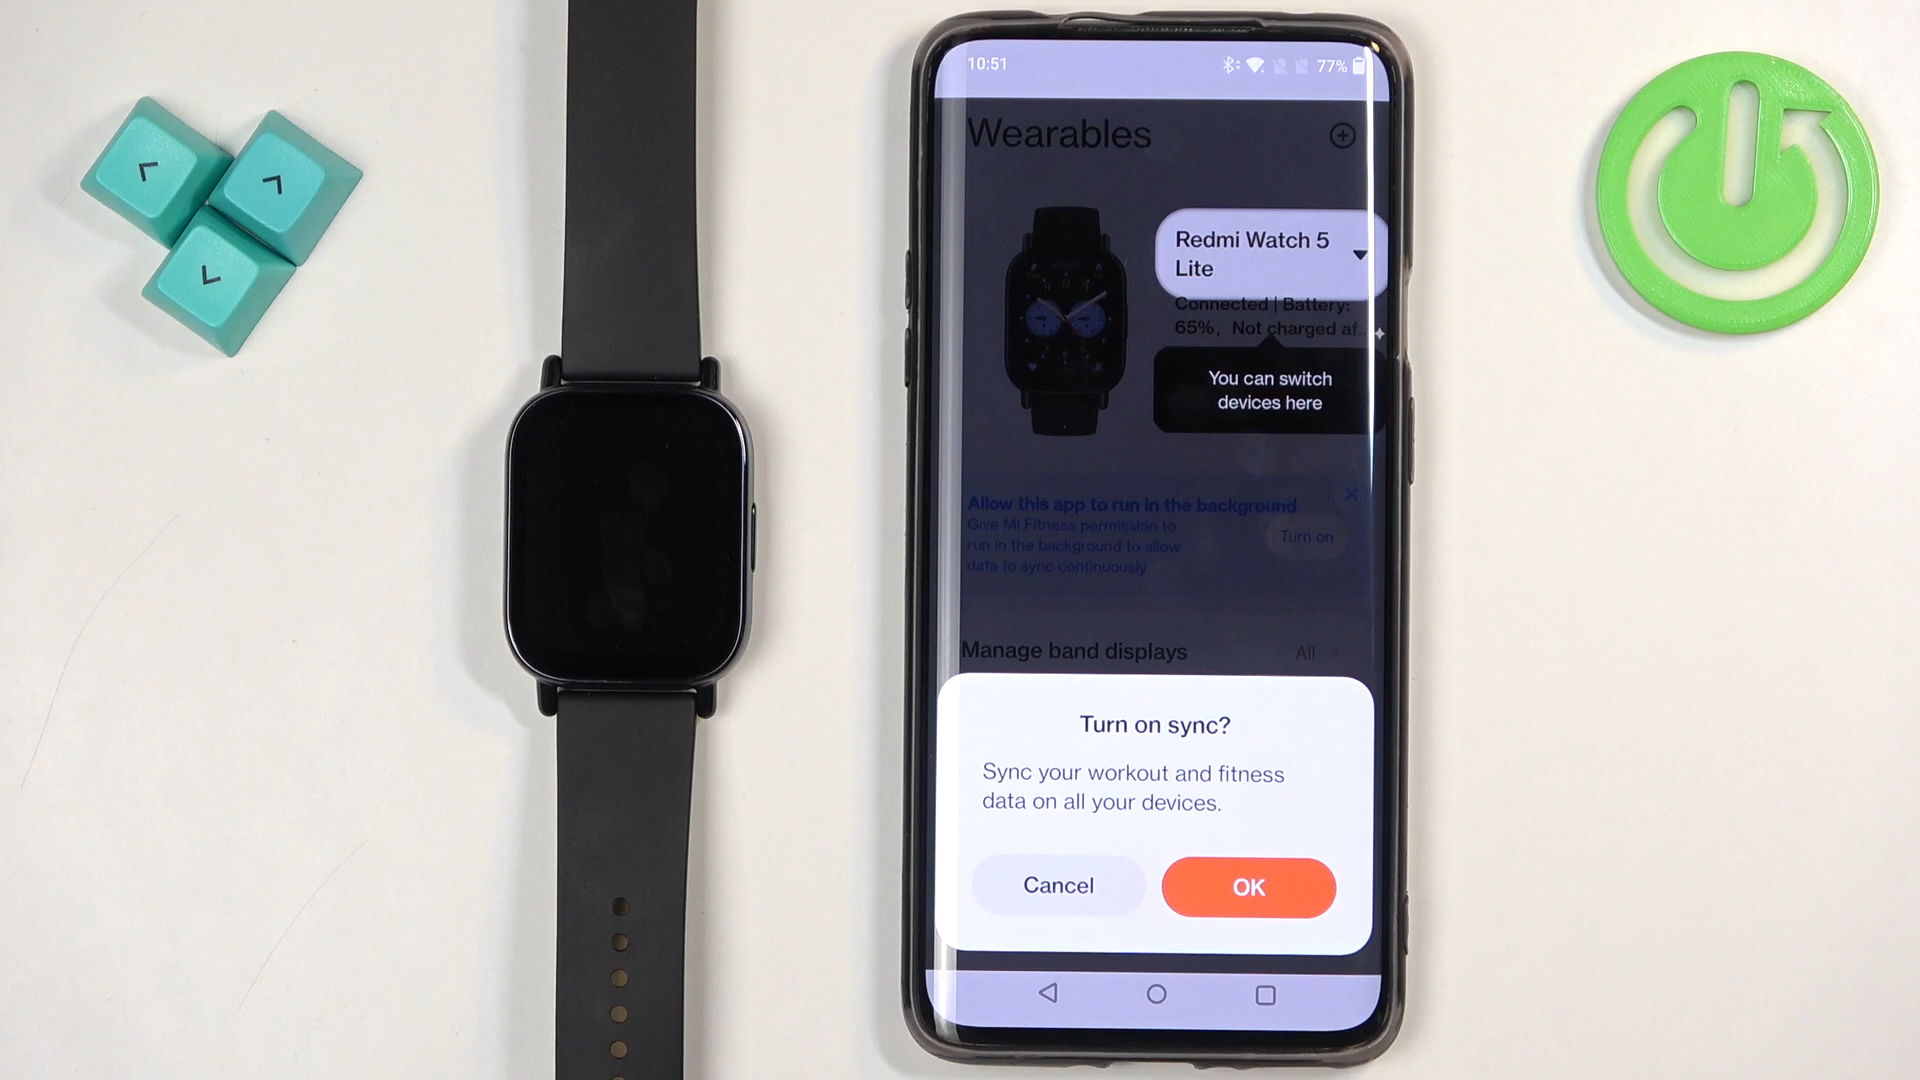 10:51
77%
Wearables
Redmi Watch 5
Lite
Connected | Battery:
65%, Not charged af...
You can switch
devices here
Allow this app to run in the background
Give Mi Fitness permission to
run in the background to allow
data to sync continuously
Turn on
Manage band displays
All
Turn on sync?
Sync your workout and fitness
data on all your devices.
Cancel
OK